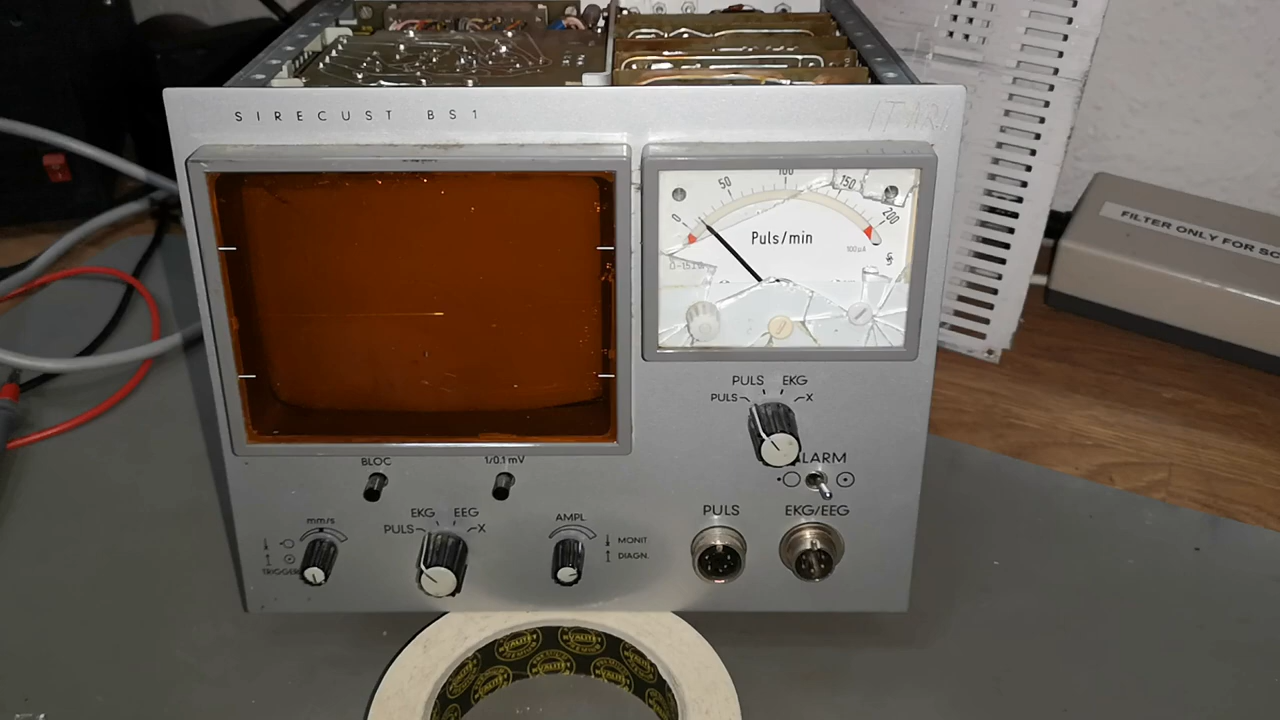 SIRECUST BS1
0 50 100 150 200
Puls/min
100µA
FILTER ONLY FOR SC
PULS EKG
PULS X
ALARM
BLOC 1/0.1 mV
PULS EKG/EEG
mm/s
EKG EEG
PULS X
AMPL
MONIT
DIAGN.
TRIGGER